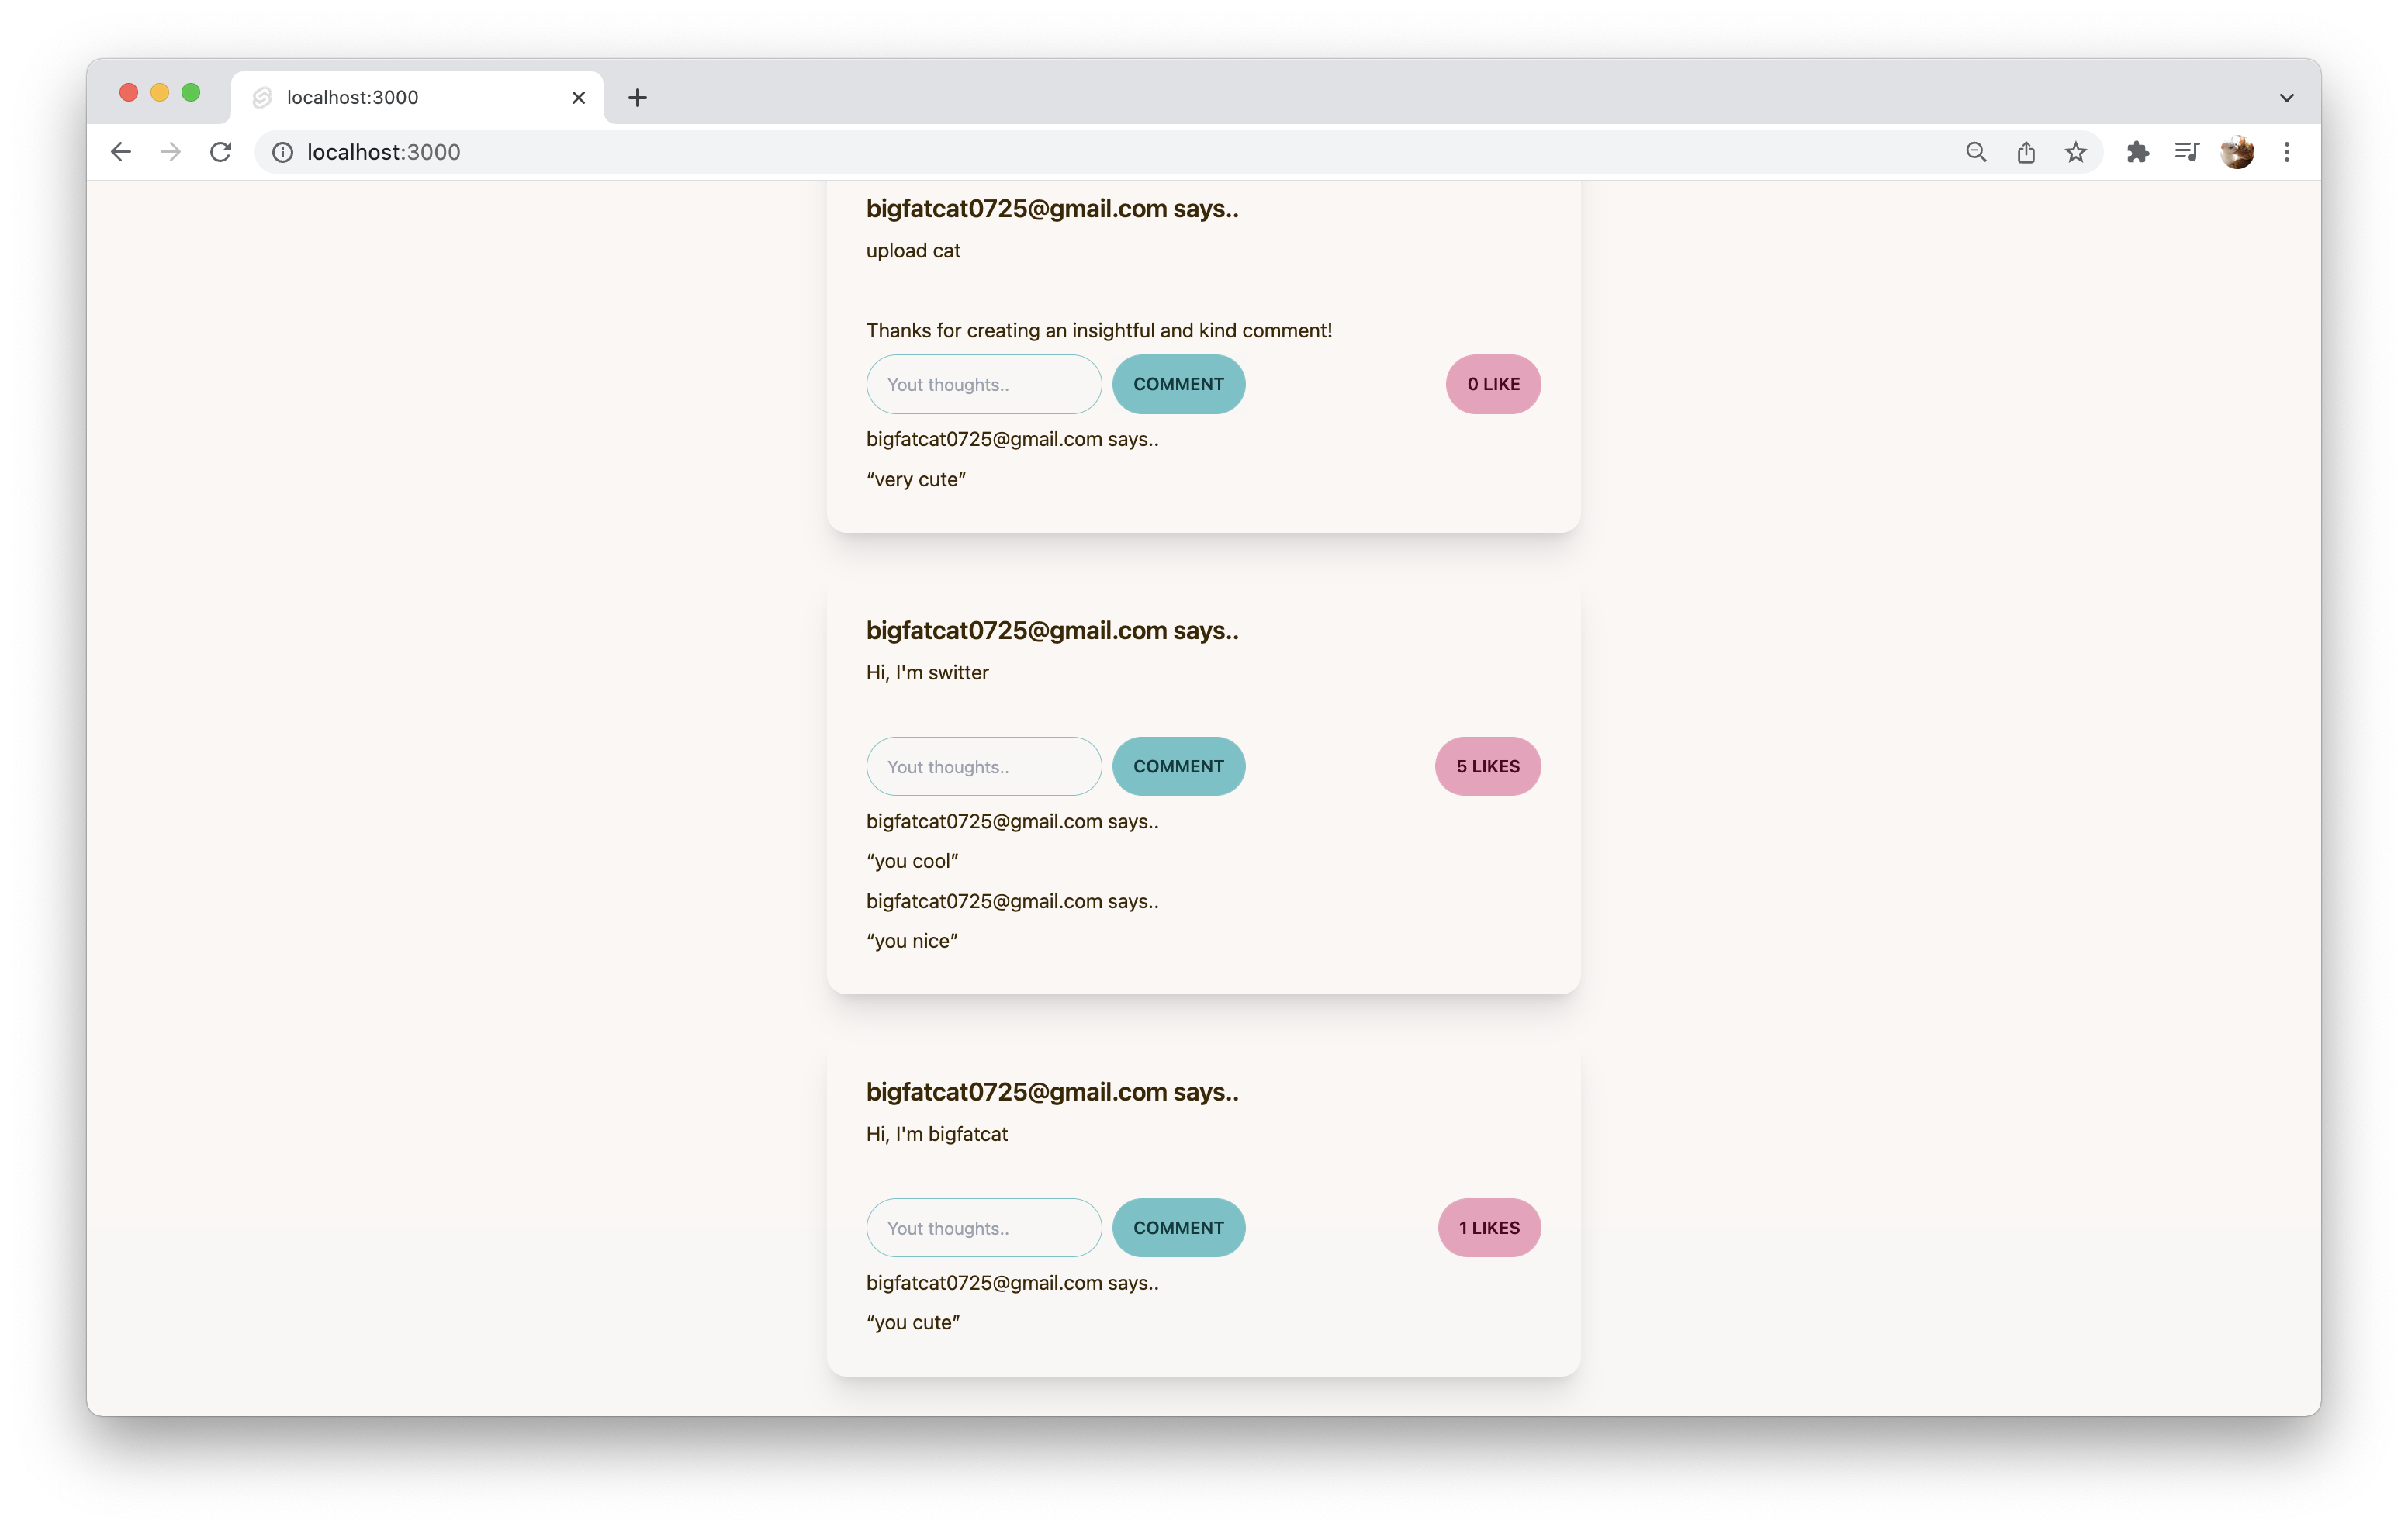 localhost:3000
localhost:3000
bigfatcat0725@gmail.com says..
upload cat
Thanks for creating an insightful and kind comment!
Yout thoughts.. COMMENT 0 LIKE
bigfatcat0725@gmail.com says..
“very cute”
bigfatcat0725@gmail.com says..
Hi, I'm switter
Yout thoughts.. COMMENT 5 LIKES
bigfatcat0725@gmail.com says..
“you cool”
bigfatcat0725@gmail.com says..
“you nice”
bigfatcat0725@gmail.com says..
Hi, I'm bigfatcat
Yout thoughts.. COMMENT 1 LIKES
bigfatcat0725@gmail.com says..
“you cute”